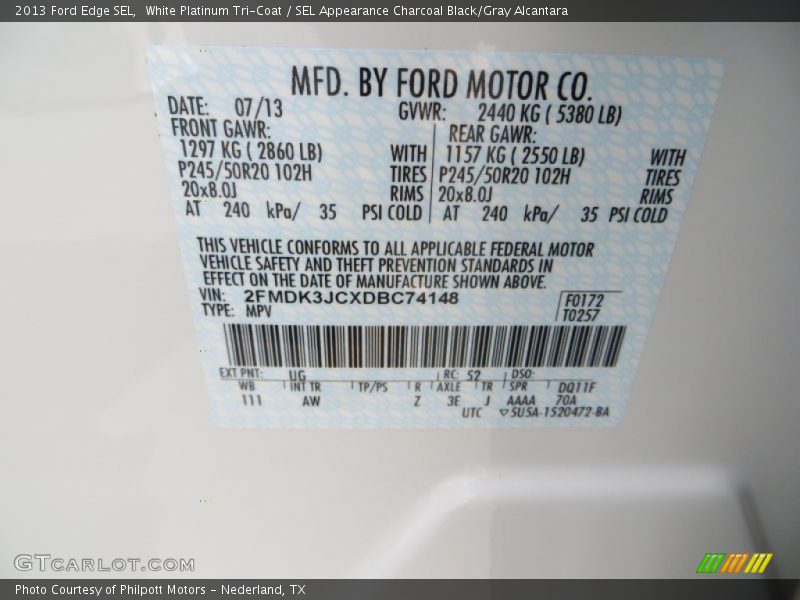 2013 Ford Edge SEL, White Platinum Tri-Coat / SEL Appearance Charcoal Black/Gray Alcantara
MFD. BY FORD MOTOR CO.
DATE: 07/13 GVWR: 2440 KG ( 5380 LB)
FRONT GAWR: REAR GAWR:
1297 KG ( 2860 LB) WITH 1157 KG ( 2550 LB) WITH
P245/50R20 102H TIRES P245/50R20 102H TIRES
20x8.0J RIMS 20x8.0J RIMS
AT 240 kPa/ 35 PSI COLD AT 240 kPa/ 35 PSI COLD
THIS VEHICLE CONFORMS TO ALL APPLICABLE FEDERAL MOTOR
VEHICLE SAFETY AND THEFT PREVENTION STANDARDS IN
EFFECT ON THE DATE OF MANUFACTURE SHOWN ABOVE.
VIN: 2FMDK3JCXDBC74148 F0172
TYPE: MPV T0257
EXT PNT: UG RC: 52 DSO:
WB INT TR TP/PS R AXLE TR SPR DQ11F
111 AW Z 3E J AAAA 70A
UTC ▽5U5A-1520472-BA
GTCARLOT.COM
Photo Courtesy of Philpott Motors - Nederland, TX